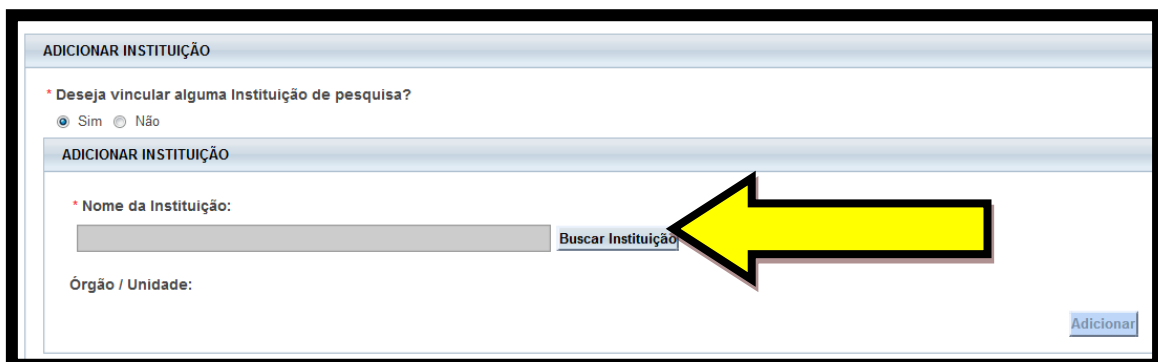 ADICIONAR INSTITUIÇÃO
* Deseja vincular alguma Instituição de pesquisa?
Sim Não
ADICIONAR INSTITUIÇÃO
* Nome da Instituição:
Buscar Instituição
Órgão / Unidade:
Adicionar